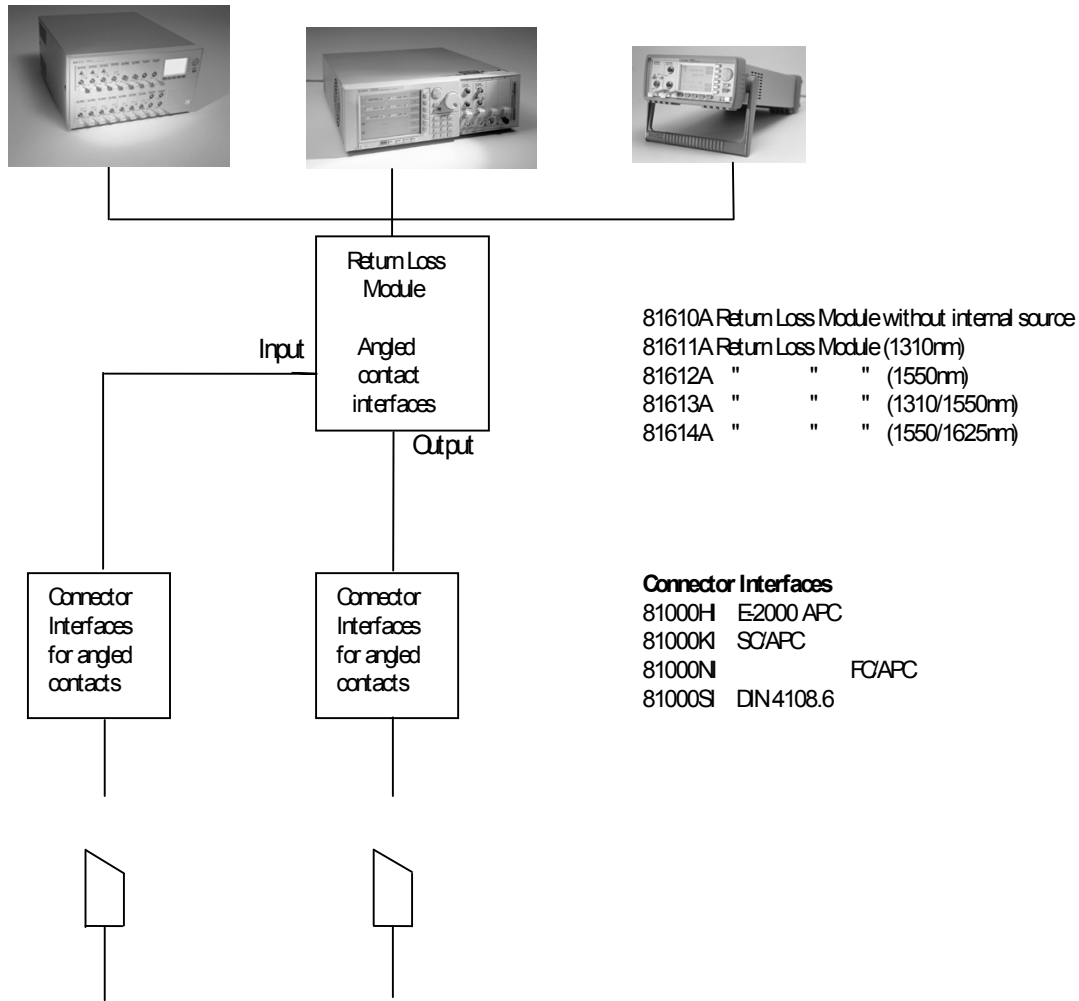 Return Loss
Module
Input
Angled
contact
interfaces
Output
81610A Return Loss Module without internal source
81611A Return Loss Module (1310nm)
81612A " " " (1550nm)
81613A " " " (1310/1550nm)
81614A " " " (1550/1625nm)
Connector
Interfaces
for angled
contacts
Connector
Interfaces
for angled
contacts
Connector Interfaces
81000HI E-2000 APC
81000KI SC/APC
81000NI FC/APC
81000SI DIN 4108.6